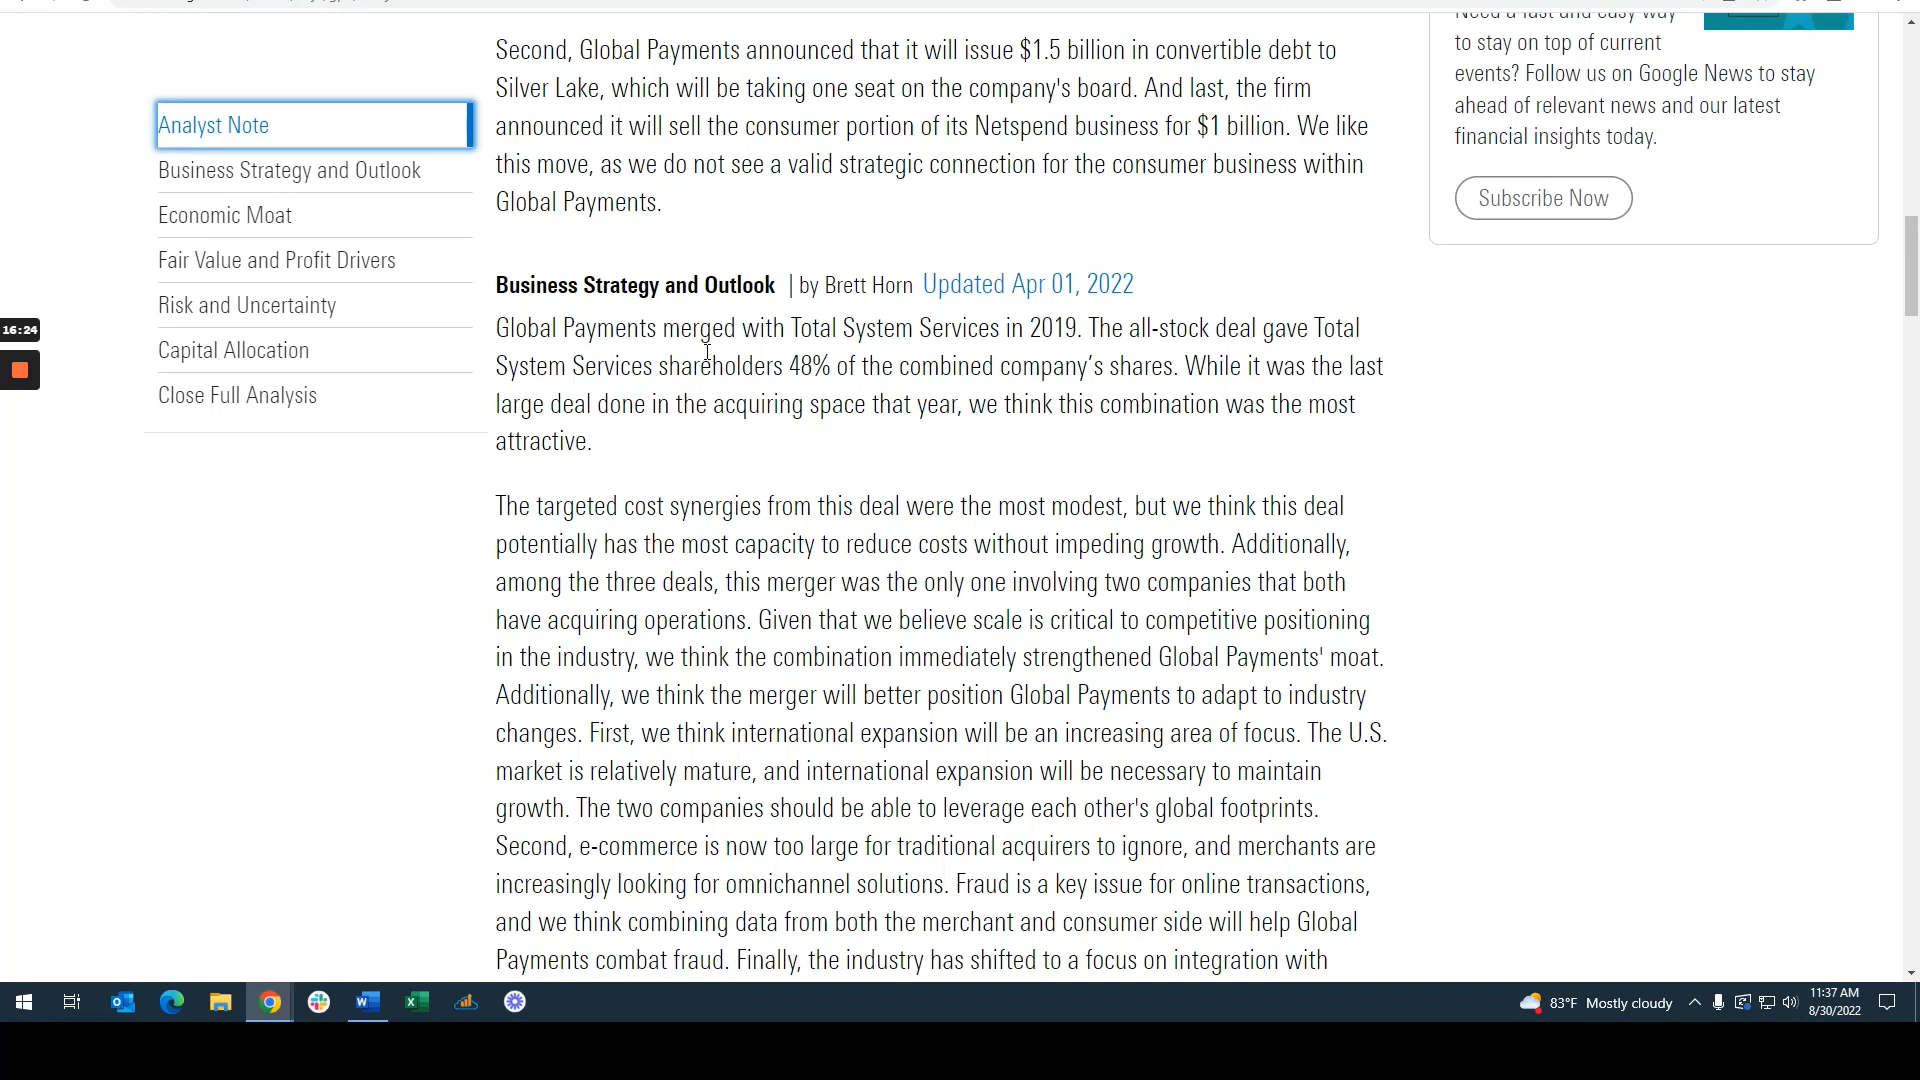 Need a fast and easy way
to stay on top of current
events? Follow us on Google News to stay
ahead of relevant news and our latest
financial insights today.
Subscribe Now
Second, Global Payments announced that it will issue $1.5 billion in convertible debt to
Silver Lake, which will be taking one seat on the company's board. And last, the firm
announced it will sell the consumer portion of its Netspend business for $1 billion. We like
this move, as we do not see a valid strategic connection for the consumer business within
Global Payments.
Analyst Note
Business Strategy and Outlook
Economic Moat
Fair Value and Profit Drivers
Risk and Uncertainty
Capital Allocation
Close Full Analysis
16:24
Business Strategy and Outlook | by Brett Horn Updated Apr 01, 2022
Global Payments merged with Total System Services in 2019. The all-stock deal gave Total
System Services shareholders 48% of the combined company’s shares. While it was the last
large deal done in the acquiring space that year, we think this combination was the most
attractive.
The targeted cost synergies from this deal were the most modest, but we think this deal
potentially has the most capacity to reduce costs without impeding growth. Additionally,
among the three deals, this merger was the only one involving two companies that both
have acquiring operations. Given that we believe scale is critical to competitive positioning
in the industry, we think the combination immediately strengthened Global Payments' moat.
Additionally, we think the merger will better position Global Payments to adapt to industry
changes. First, we think international expansion will be an increasing area of focus. The U.S.
market is relatively mature, and international expansion will be necessary to maintain
growth. The two companies should be able to leverage each other's global footprints.
Second, e-commerce is now too large for traditional acquirers to ignore, and merchants are
increasingly looking for omnichannel solutions. Fraud is a key issue for online transactions,
and we think combining data from both the merchant and consumer side will help Global
Payments combat fraud. Finally, the industry has shifted to a focus on integration with
83°F Mostly cloudy
11:37 AM
8/30/2022